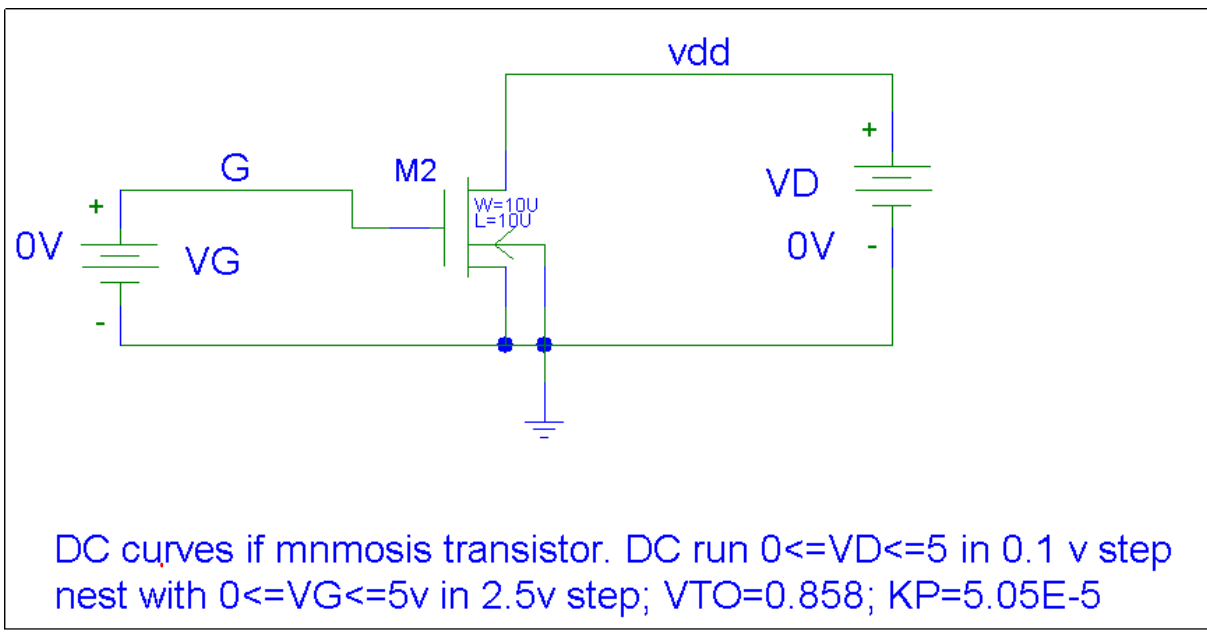 vdd
G
M2
+
+
VD
W=10U
L=10U
0V
VG
0V
-
-
DC curves if mnmosis transistor. DC run 0<=VD<=5 in 0.1 v step
nest with 0<=VG<=5v in 2.5v step; VTO=0.858; KP=5.05E-5